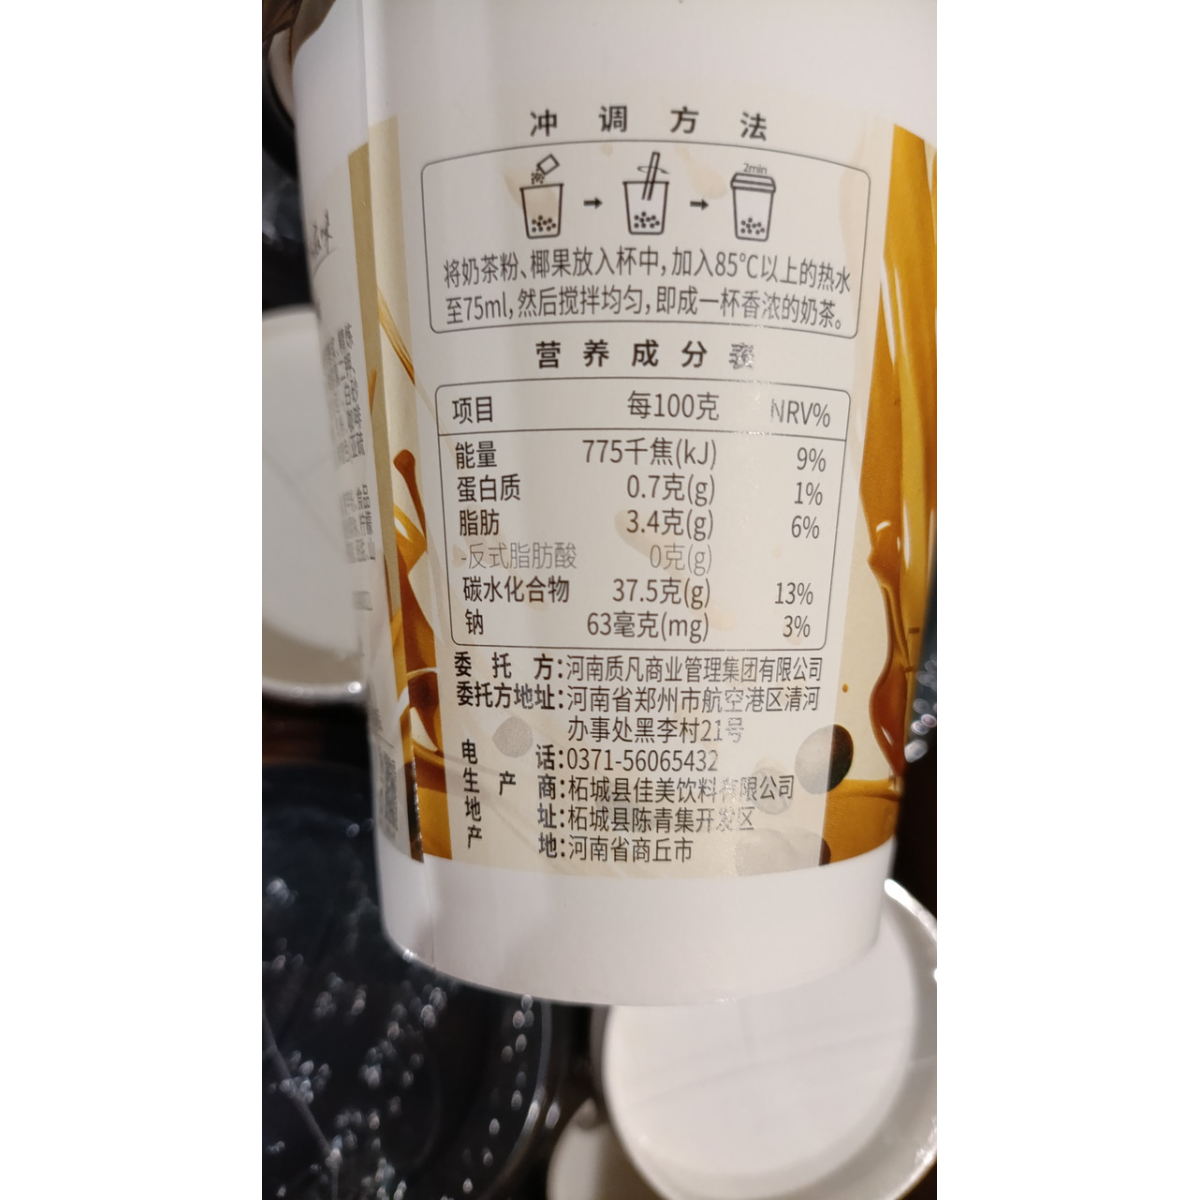 冲调方法
2min
将奶茶粉、椰果放入杯中,加入85°C以上的热水
至75ml,然后搅拌均匀,即成一杯香浓的奶茶。
营养成分表
项目 每100克 NRV%
能量 775千焦(kJ) 9%
蛋白质 0.7克(g) 1%
脂肪 3.4克(g) 6%
-反式脂肪酸 0克(g)
碳水化合物 37.5克(g) 13%
钠 63毫克(mg) 3%
委托方:河南质凡商业管理集团有限公司
委托方地址:河南省郑州市航空港区清河
办事处黑李村21号
电话:0371-56065432
生产商:柘城县佳美饮料有限公司
地址:柘城县陈青集开发区
产地:河南省商丘市